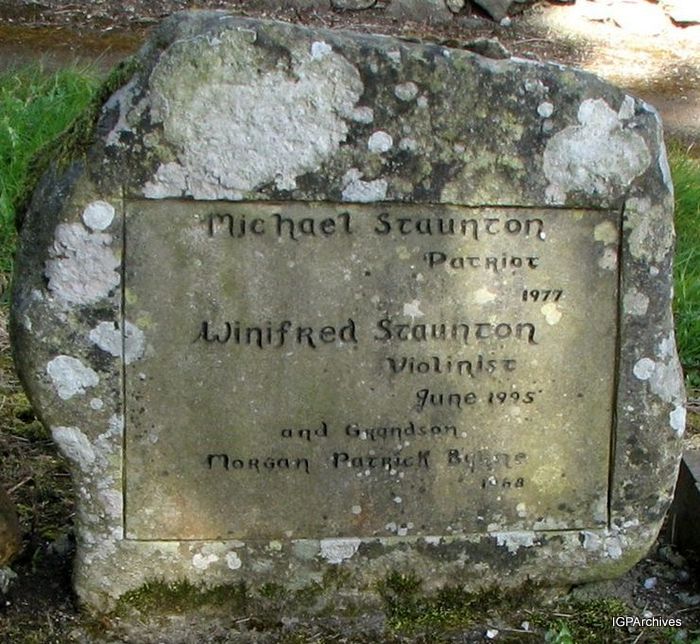 Michael Staunton
Patriot
1977
Winifred Staunton
Violinist
June 1995
and Grandson
Morgan Patrick Byrne
1968
IGPArchives